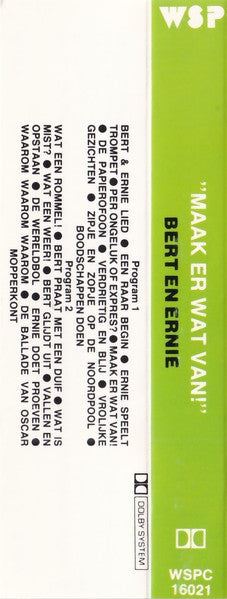 WSP
"MAAK ER WAT VAN!"
BERT EN ERNIE
WSPC
16021
Program 1
BERT & ERNIE LIED ● EEN RAAR BEGIN ● ERNIE SPEELT
TROMPET ● PER ONGELUK OF EXPRES? ● MAAK ER WAT VAN!
● DE PAPIEROFOON ● VERDRIETIG EN BLIJ ● VROLIJKE
GEZICHTEN ● ZIPJE EN ZOPJE OP DE NOORDPOOL ●
BOODSCHAPPEN DOEN
Program 2
WAT EEN ROMMEL! ● BERT PRAAT MET EEN DUIF ● WAT IS
MIST? ● WAT EEN WEER! ● BERT GLIJDT UIT ● VALLEN EN
OPSTAAN ● DE WERELDBOL ● ERNIE DOET PROEVEN ●
WAAROM WAAROM WAAROM ● DE BALLADE VAN OSCAR
MOPPERKONT
DOLBY SYSTEM